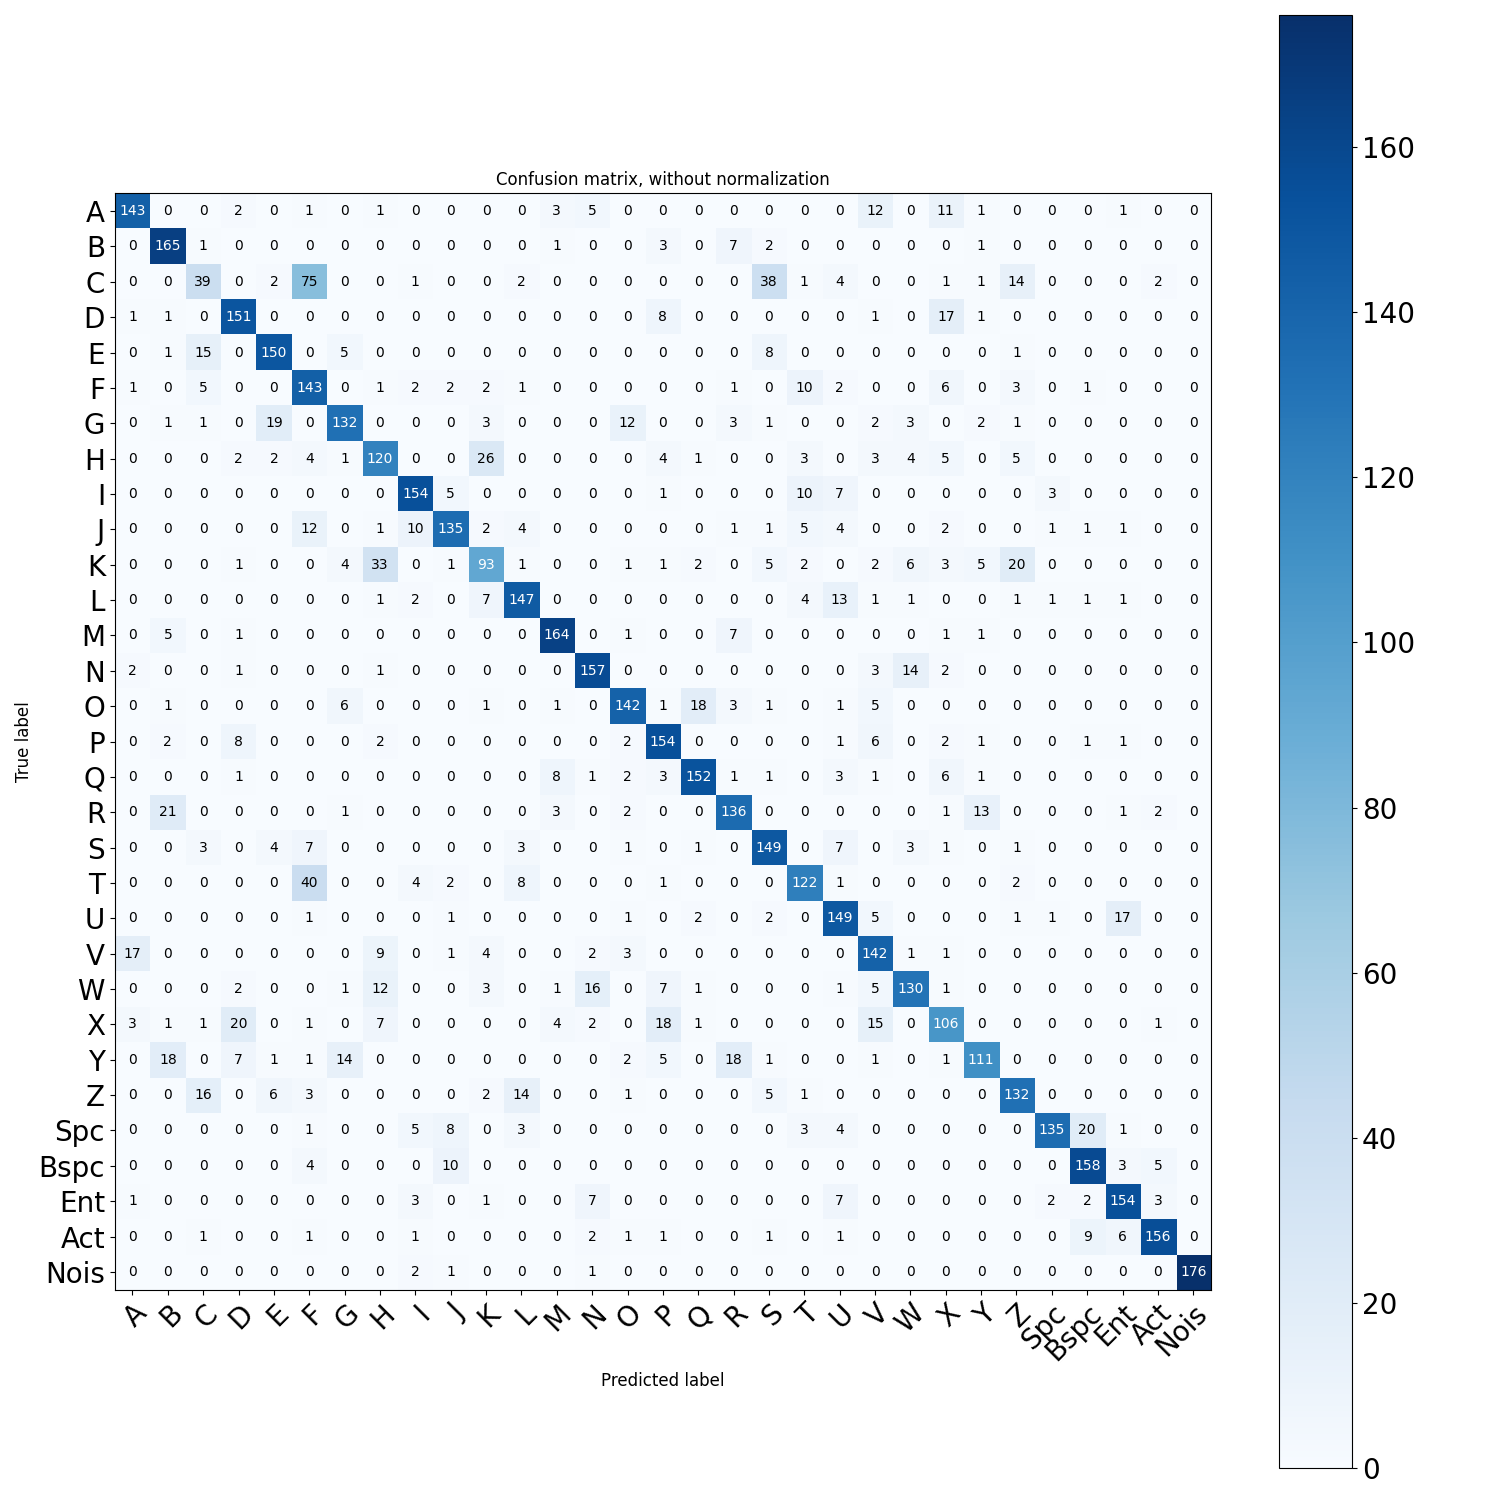 Confusion matrix, without normalization
A 143 0 0 2 0 1 0 1 0 0 0 0 3 5 0 0 0 0 0 0 0 12 0 11 1 0 0 0 1 0 0
B 0 165 1 0 0 0 0 0 0 0 0 0 1 0 0 3 0 7 2 0 0 0 0 0 1 0 0 0 0 0 0
C 0 0 39 0 2 75 0 0 1 0 0 2 0 0 0 0 0 0 38 1 4 0 0 1 1 14 0 0 0 2 0
D 1 1 0 151 0 0 0 0 0 0 0 0 0 0 0 8 0 0 0 0 0 1 0 17 1 0 0 0 0 0 0
E 0 1 15 0 150 0 5 0 0 0 0 0 0 0 0 0 0 0 8 0 0 0 0 0 0 1 0 0 0 0 0
F 1 0 5 0 0 143 0 1 2 2 2 1 0 0 0 0 0 1 0 10 2 0 0 6 0 3 0 1 0 0 0
G 0 1 1 0 19 0 132 0 0 0 3 0 0 0 12 0 0 3 1 0 0 2 3 0 2 1 0 0 0 0 0
H 0 0 0 2 2 4 1 120 0 0 26 0 0 0 0 4 1 0 0 3 0 3 4 5 0 5 0 0 0 0 0
I 0 0 0 0 0 0 0 0 154 5 0 0 0 0 0 1 0 0 0 10 7 0 0 0 0 0 3 0 0 0 0
J 0 0 0 0 0 12 0 1 10 135 2 4 0 0 0 0 0 1 1 5 4 0 0 2 0 0 1 1 1 0 0
K 0 0 0 1 0 0 4 33 0 1 93 1 0 0 1 1 2 0 5 2 0 2 6 3 5 20 0 0 0 0 0
L 0 0 0 0 0 0 0 1 2 0 7 147 0 0 0 0 0 0 0 4 13 1 1 0 0 1 1 1 1 0 0
M 0 5 0 1 0 0 0 0 0 0 0 0 164 0 1 0 0 7 0 0 0 0 0 1 1 0 0 0 0 0 0
N 2 0 0 1 0 0 0 1 0 0 0 0 0 157 0 0 0 0 0 0 0 3 14 2 0 0 0 0 0 0 0
O 0 1 0 0 0 0 6 0 0 0 1 0 1 0 142 1 18 3 1 0 1 5 0 0 0 0 0 0 0 0 0
P 0 2 0 8 0 0 0 2 0 0 0 0 0 0 2 154 0 0 0 0 1 6 0 2 1 0 0 1 1 0 0
Q 0 0 0 1 0 0 0 0 0 0 0 0 8 1 2 3 152 1 1 0 3 1 0 6 1 0 0 0 0 0 0
R 0 21 0 0 0 0 1 0 0 0 0 0 3 0 2 0 0 136 0 0 0 0 0 1 13 0 0 0 1 2 0
S 0 0 3 0 4 7 0 0 0 0 0 3 0 0 1 0 1 0 149 0 7 0 3 1 0 1 0 0 0 0 0
T 0 0 0 0 0 40 0 0 4 2 0 8 0 0 0 1 0 0 0 122 1 0 0 0 0 2 0 0 0 0 0
U 0 0 0 0 0 1 0 0 0 1 0 0 0 0 1 0 2 0 2 0 149 5 0 0 0 1 1 0 17 0 0
V 17 0 0 0 0 0 0 9 0 1 4 0 0 2 3 0 0 0 0 0 0 142 1 1 0 0 0 0 0 0 0
W 0 0 0 2 0 0 1 12 0 0 3 0 1 16 0 7 1 0 0 0 1 5 130 1 0 0 0 0 0 0 0
X 3 1 1 20 0 1 0 7 0 0 0 0 4 2 0 18 1 0 0 0 0 15 0 106 0 0 0 0 0 1 0
Y 0 18 0 7 1 1 14 0 0 0 0 0 0 0 2 5 0 18 1 0 0 1 0 1 111 0 0 0 0 0 0
Z 0 0 16 0 6 3 0 0 0 0 2 14 0 0 1 0 0 0 5 1 0 0 0 0 0 132 0 0 0 0 0
Spc 0 0 0 0 0 1 0 0 5 8 0 3 0 0 0 0 0 0 0 3 4 0 0 0 0 0 135 20 1 0 0
Bspc 0 0 0 0 0 4 0 0 0 10 0 0 0 0 0 0 0 0 0 0 0 0 0 0 0 0 0 158 3 5 0
Ent 1 0 0 0 0 0 0 0 3 0 1 0 0 7 0 0 0 0 0 0 7 0 0 0 0 0 2 2 154 3 0
Act 0 0 1 0 0 1 0 0 1 0 0 0 0 2 1 1 0 0 1 0 1 0 0 0 0 0 0 9 6 156 0
Nois 0 0 0 0 0 0 0 0 2 1 0 0 0 1 0 0 0 0 0 0 0 0 0 0 0 0 0 0 0 0 176
A B C D E F G H I J K L M N O P Q R S T U V W X Y Z Spc Bspc Ent Act Nois
Predicted label
True label
160
140
120
100
80
60
40
20
0